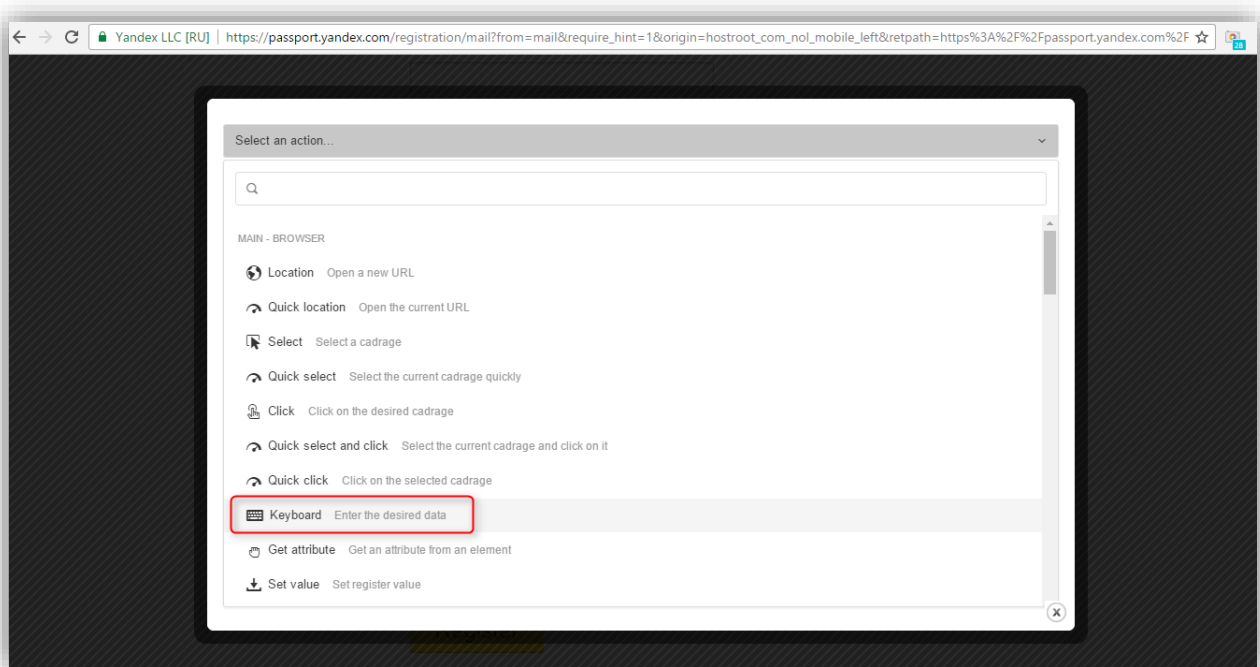 Yandex LLC [RU] | https://passport.yandex.com/registration/mail?from=mail&require_hint=1&origin=hostroot_com_nol_mobile_left&retpath=https%3A%2F%2Fpassport.yandex.com%2F
28
Select an action...
MAIN - BROWSER
Location Open a new URL
Quick location Open the current URL
Select Select a cadrage
Quick select Select the current cadrage quickly
Click Click on the desired cadrage
Quick select and click Select the current cadrage and click on it
Quick click Click on the selected cadrage
Keyboard Enter the desired data
Get attribute Get an attribute from an element
Set value Set register value
Register